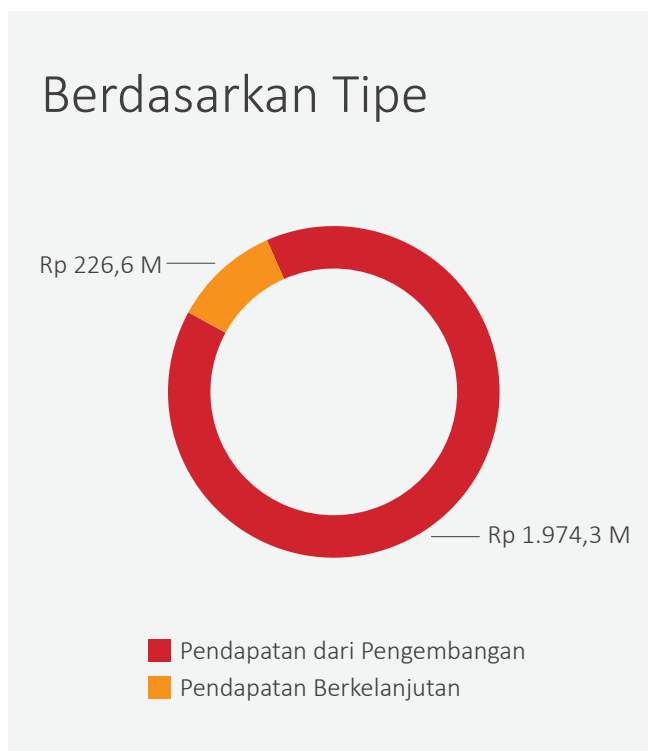 Berdasarkan Tipe
Rp 226,6 M
Rp 1.974,3 M
Pendapatan dari Pengembangan
Pendapatan Berkelanjutan